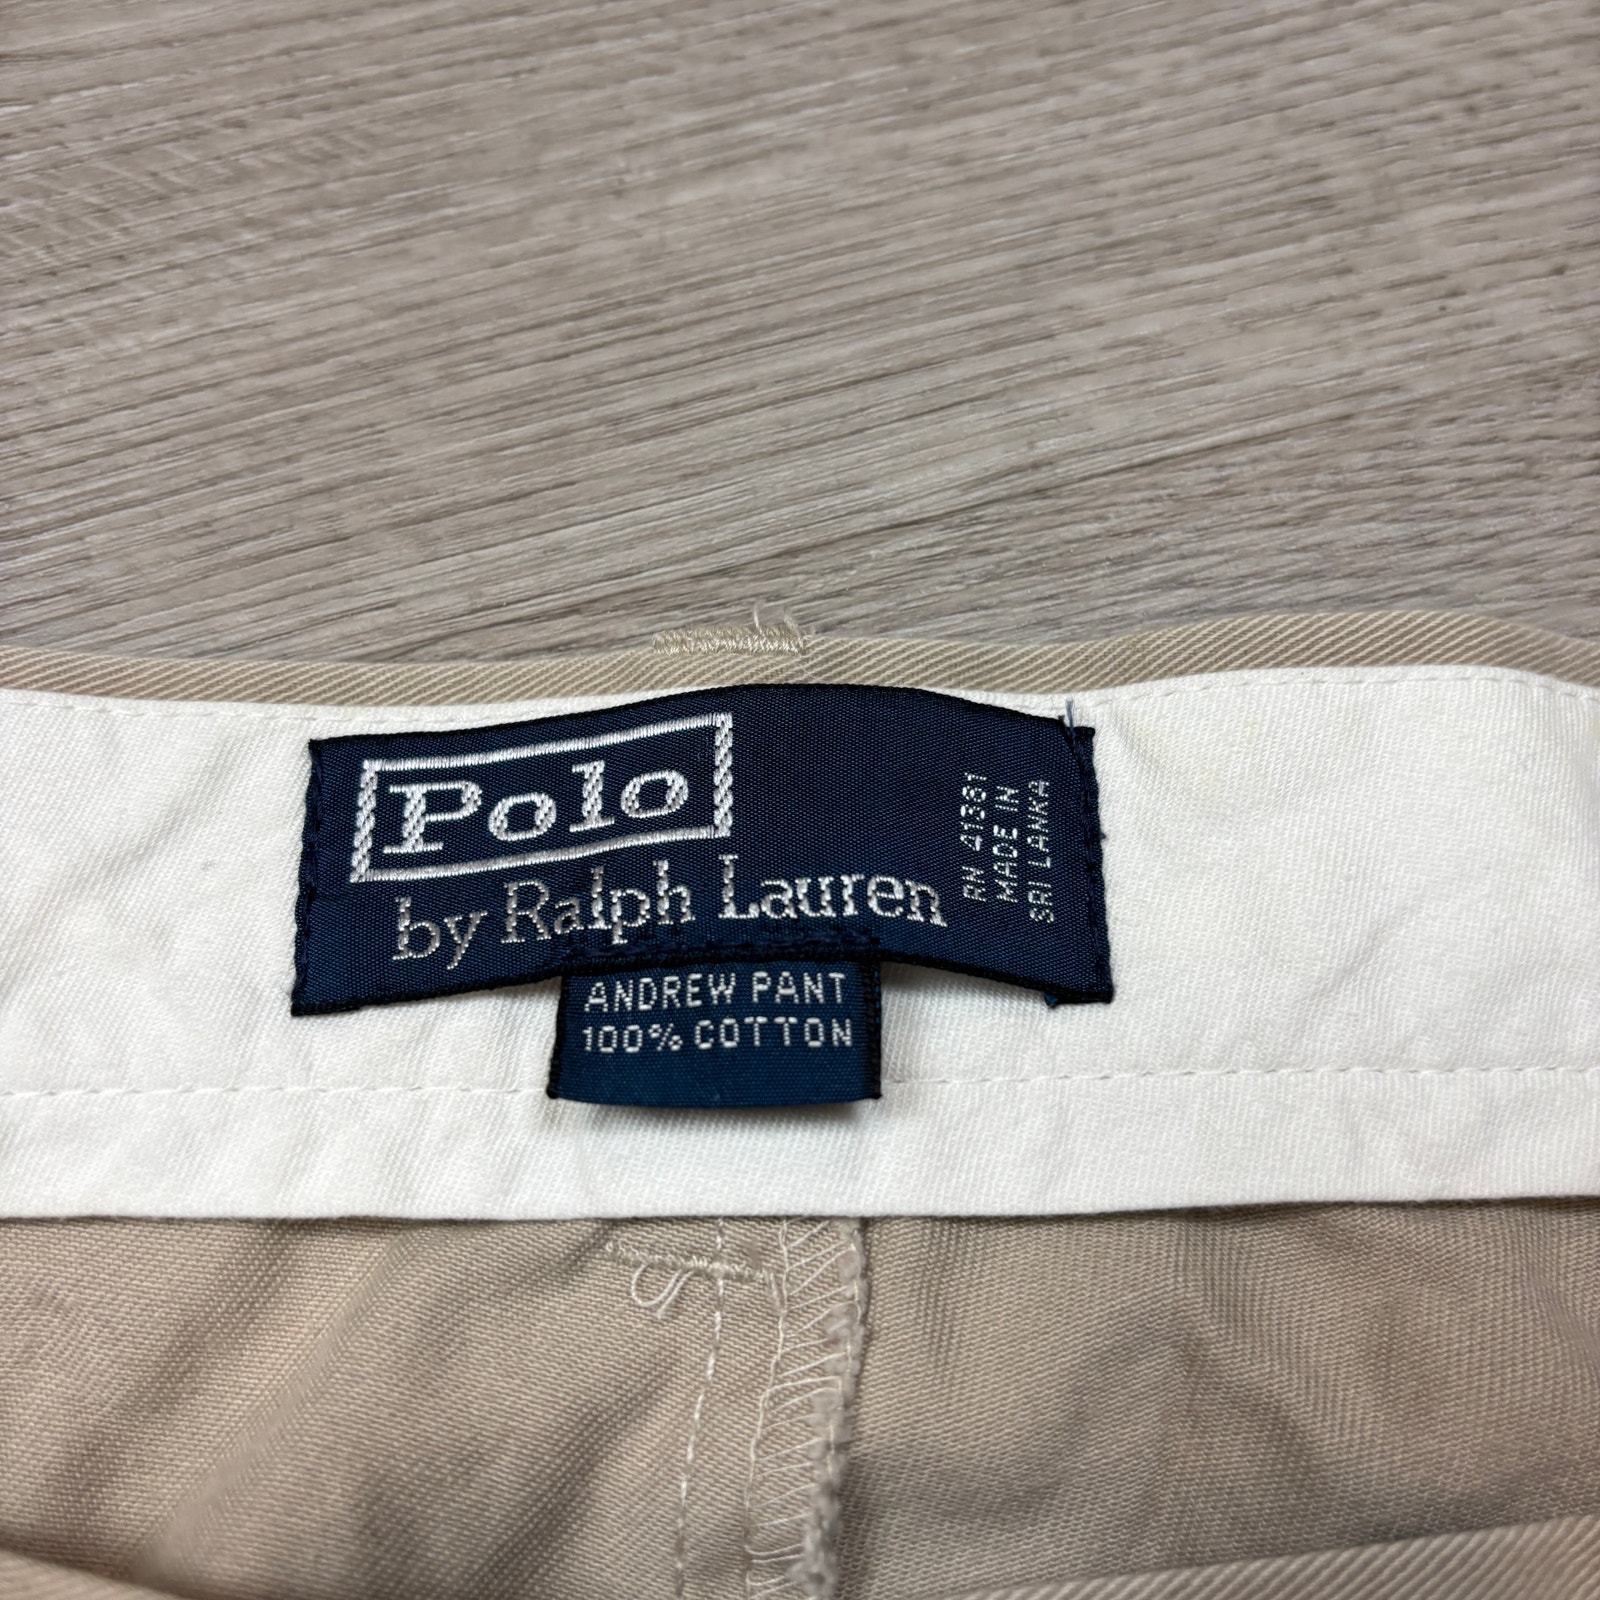 Polo
by Ralph Lauren
RN 41381
MADE IN
SRI LANKA
ANDREW PANT
100% COTTON